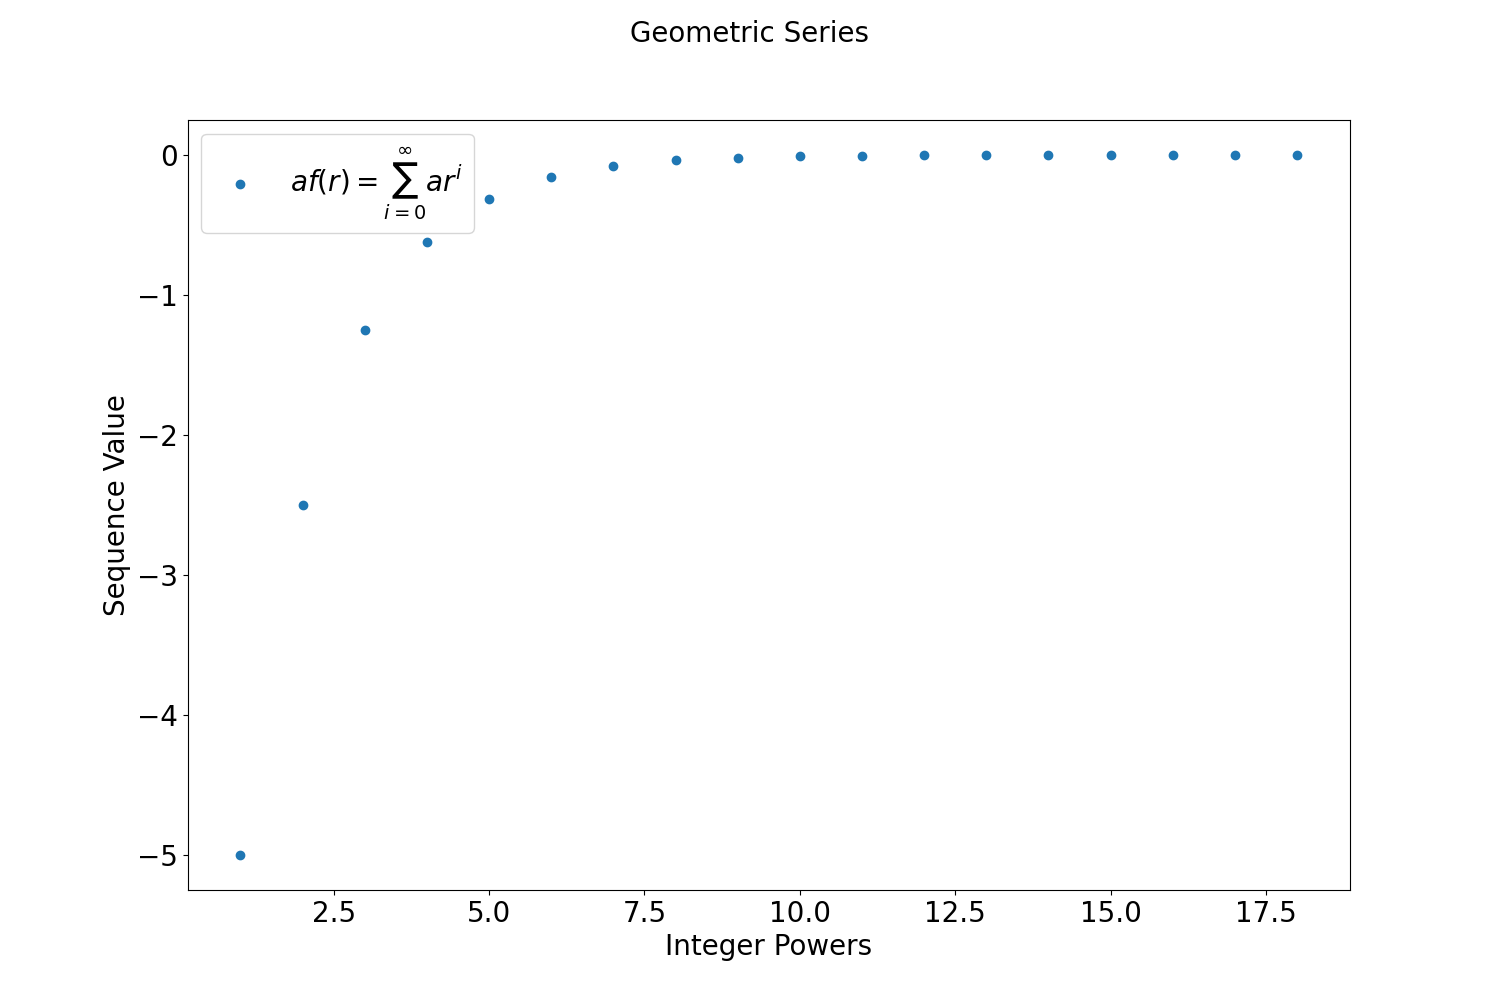 Geometric Series
af(r) = \sum_{i=0}^{\infty} ar^i
0
−1
−2
−3
−4
−5
Sequence Value
2.5 5.0 7.5 10.0 12.5 15.0 17.5
Integer Powers